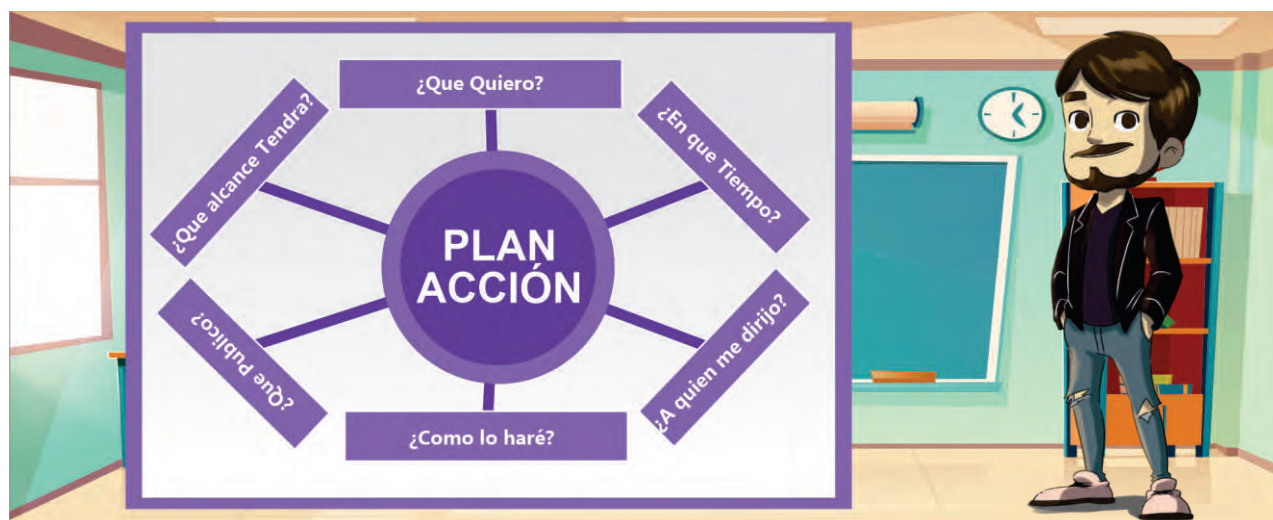 ¿Que Quiero?
¿En que Tiempo?
¿A quien me dirijo?
¿Como lo haré?
¿Que Publico?
¿Que alcance Tendra?
PLAN
ACCIÓN